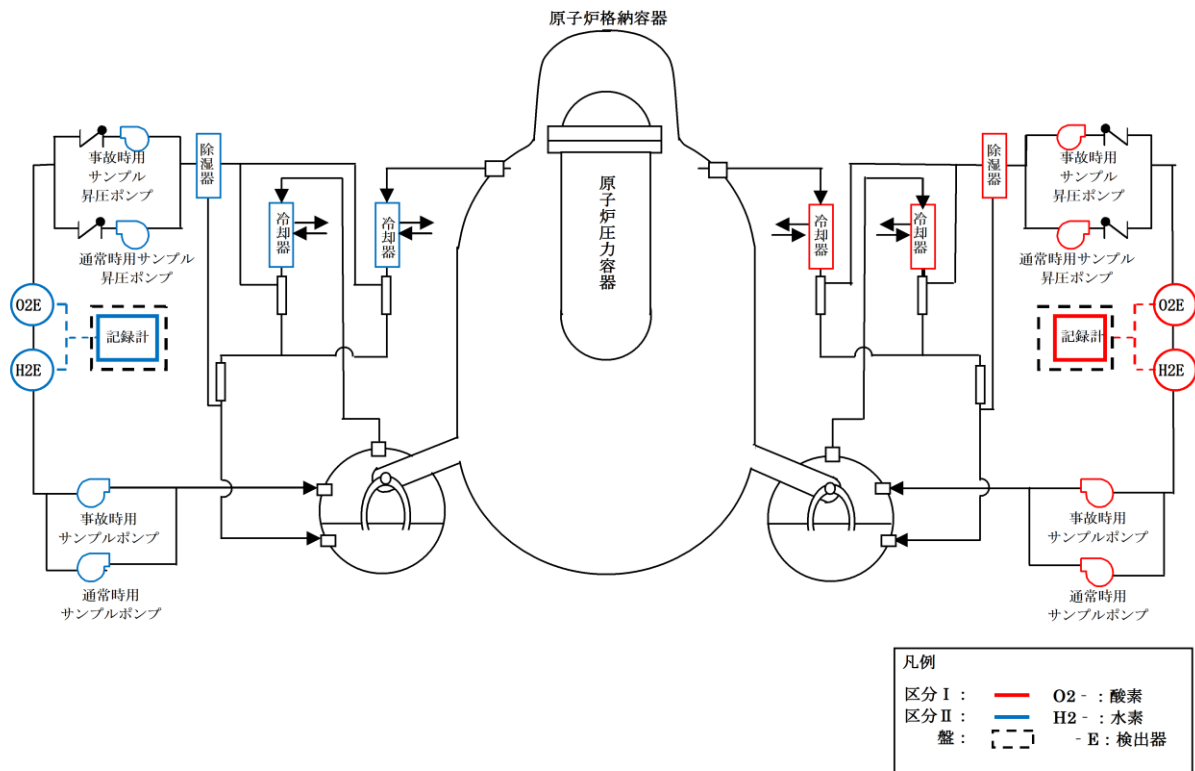 原子炉格納容器
原子炉圧力容器
事故時用
サンプル
昇圧ポンプ
通常時用サンプル
昇圧ポンプ
除湿器
冷却器
冷却器
O2E
H2E
記録計
事故時用
サンプルポンプ
通常時用
サンプルポンプ
冷却器
冷却器
除湿器
事故時用
サンプル
昇圧ポンプ
通常時用サンプル
昇圧ポンプ
記録計
O2E
H2E
事故時用
サンプルポンプ
通常時用
サンプルポンプ
凡例
区分Ⅰ： O2 -：酸素
区分Ⅱ： H2 -：水素
盤： - E：検出器